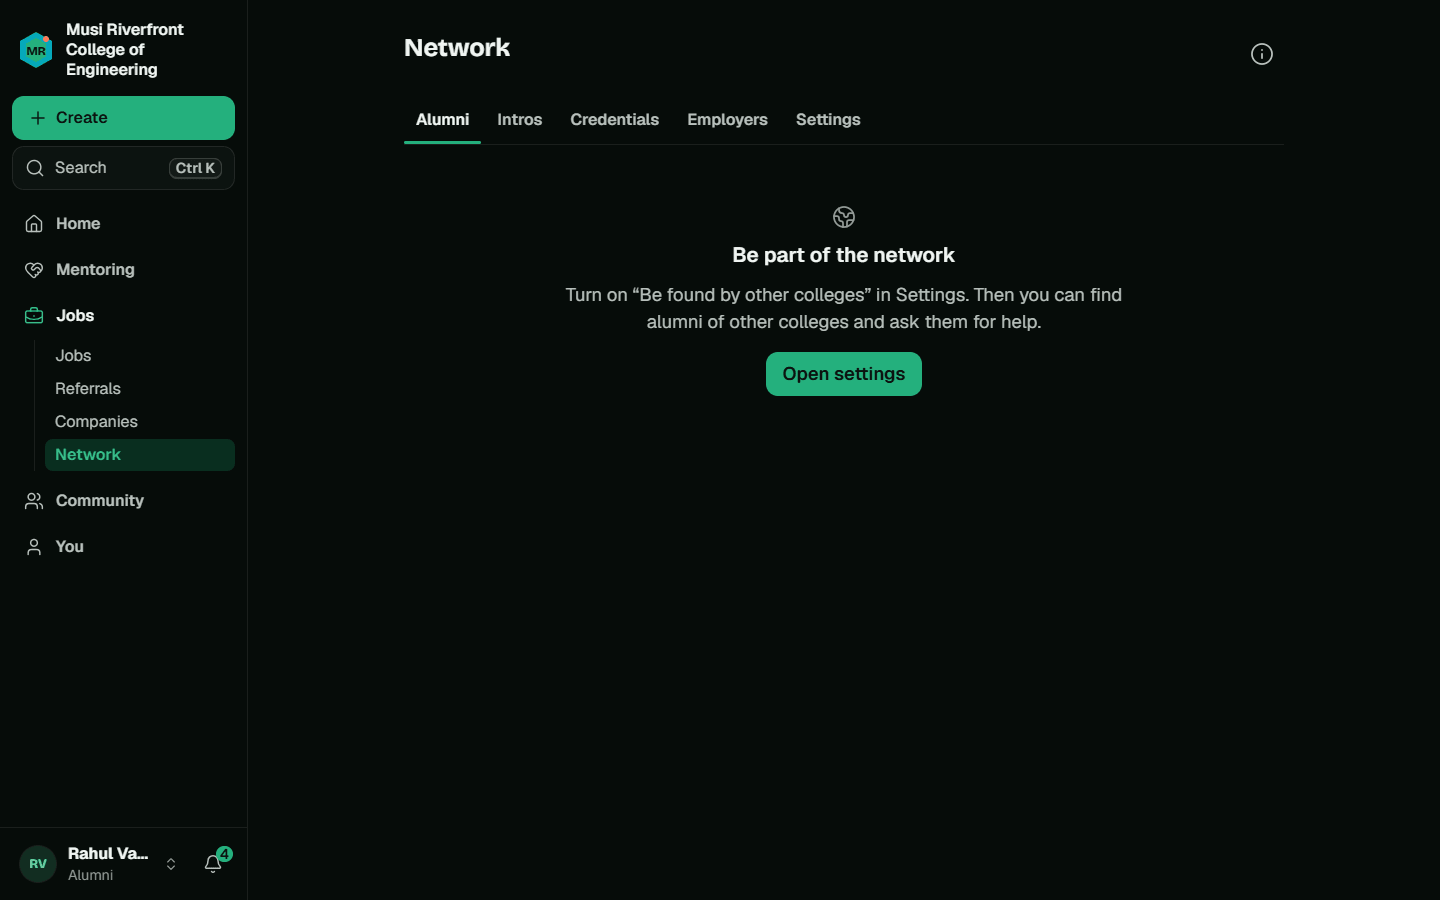 MR
Musi Riverfront
College of
Engineering
Create
Search Ctrl K
Home
Mentoring
Jobs
Jobs
Referrals
Companies
Network
Community
You
RV
Rahul Va...
Alumni
4
Network
Alumni Intros Credentials Employers Settings
Be part of the network
Turn on “Be found by other colleges” in Settings. Then you can find
alumni of other colleges and ask them for help.
Open settings